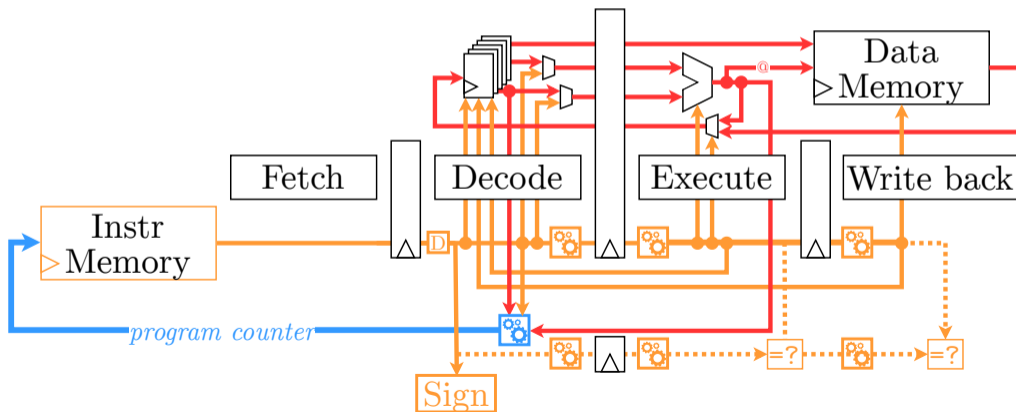 Data
Memory
@
Fetch
Decode
Execute
Write back
Instr
Memory
D
program counter
=?
=?
Sign